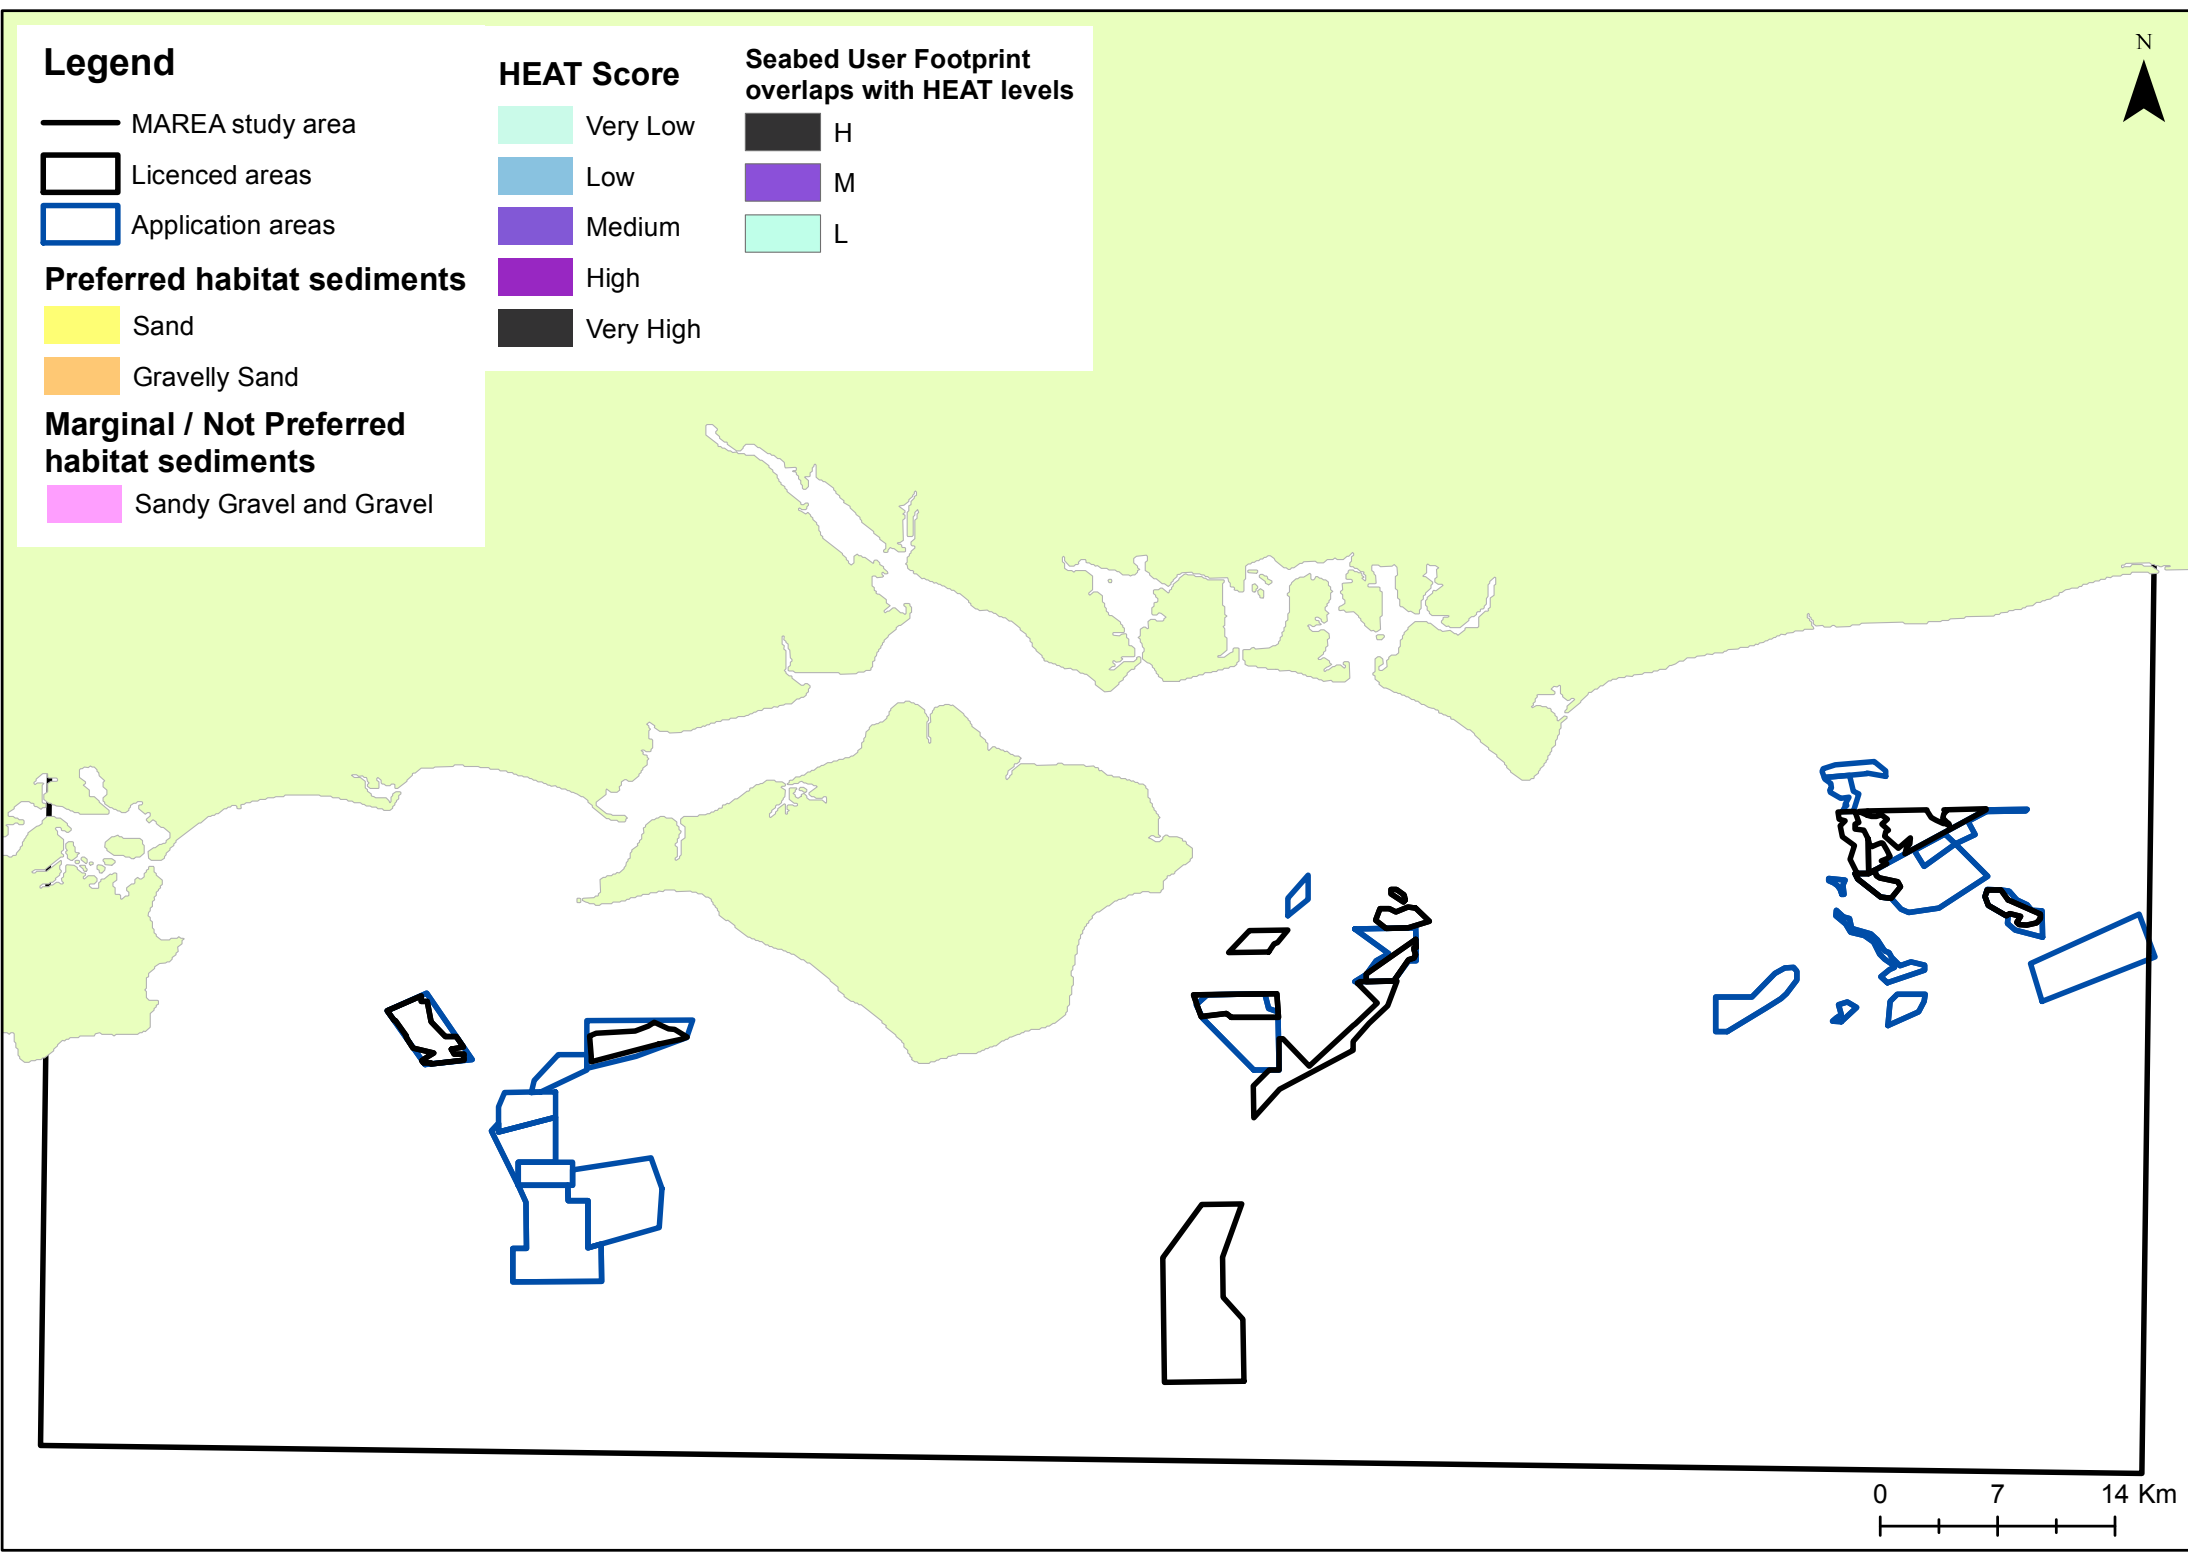 Legend
MAREA study area
Licenced areas
Application areas
Preferred habitat sediments
Sand
Gravelly Sand
Marginal / Not Preferred
habitat sediments
Sandy Gravel and Gravel
HEAT Score
Very Low
Low
Medium
High
Very High
Seabed User Footprint
overlaps with HEAT levels
H
M
L
N
0 7 14 Km